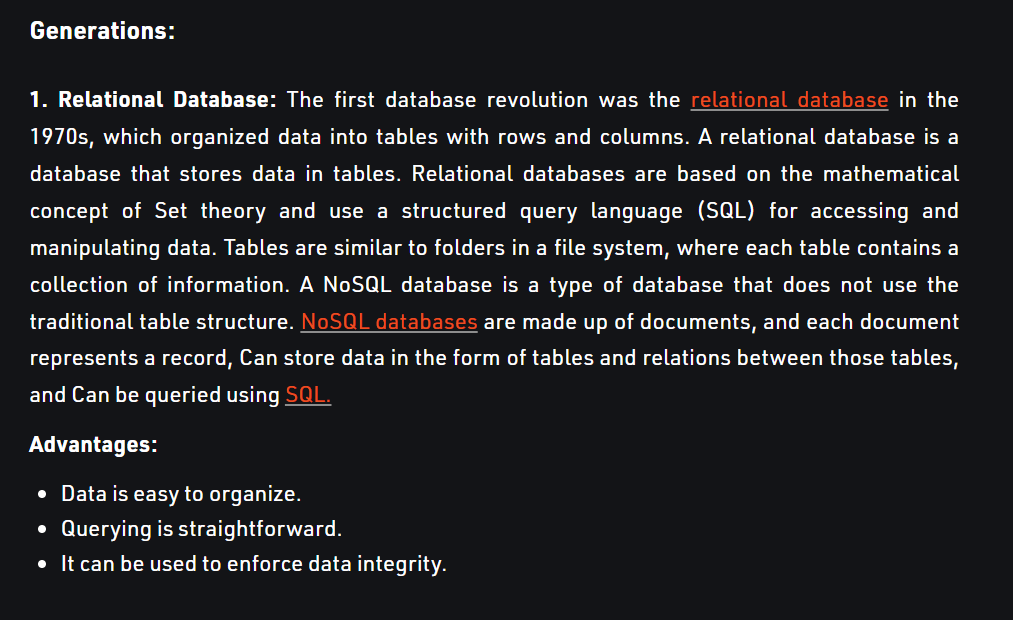 Generations:
1. Relational Database: The first database revolution was the relational database in the
1970s, which organized data into tables with rows and columns. A relational database is a
database that stores data in tables. Relational databases are based on the mathematical
concept of Set theory and use a structured query language (SQL) for accessing and
manipulating data. Tables are similar to folders in a file system, where each table contains a
collection of information. A NoSQL database is a type of database that does not use the
traditional table structure. NoSQL databases are made up of documents, and each document
represents a record, Can store data in the form of tables and relations between those tables,
and Can be queried using SQL.
Advantages:
• Data is easy to organize.
• Querying is straightforward.
• It can be used to enforce data integrity.